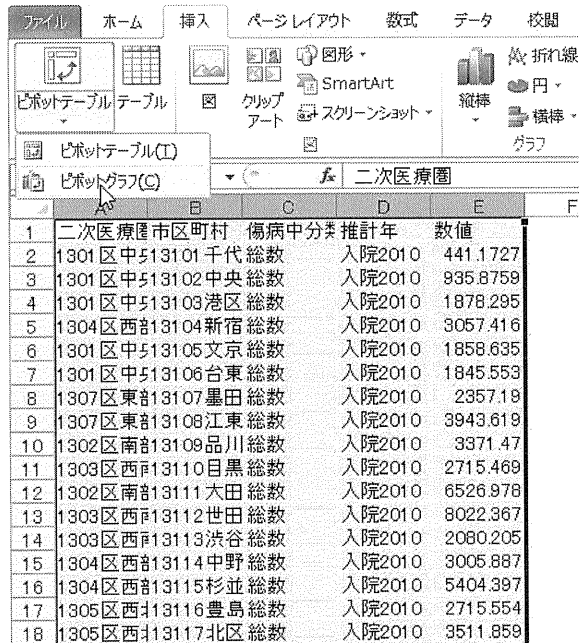 ファイル ホーム 挿入 ページレイアウト 数式 データ 校閲
ピボットテーブル テーブル 図 クリップアート 図形 SmartArt スクリーンショット 縦棒 折れ線 円 横棒
図 グラフ
ピボットテーブル(T)
ピボットグラフ(C)
fx 二次医療圏
A B C D E F
1 二次医療圏 市区町村 傷病中分類 推計年 数値
2 1301区中 13101千代 総数 入院2010 441.1727
3 1301区中 13102中央 総数 入院2010 935.8759
4 1301区中 13103港区 総数 入院2010 1878.295
5 1304区西部 13104新宿 総数 入院2010 3057.416
6 1301区中 13105文京 総数 入院2010 1858.635
7 1301区中 13106台東 総数 入院2010 1845.553
8 1307区東部 13107墨田 総数 入院2010 2357.19
9 1307区東部 13108江東 総数 入院2010 3943.619
10 1302区南部 13109品川 総数 入院2010 3371.47
11 1303区西 13110目黒 総数 入院2010 2715.469
12 1302区南部 13111大田 総数 入院2010 6526.978
13 1303区西 13112世田 総数 入院2010 8022.367
14 1303区西 13113渋谷 総数 入院2010 2080.205
15 1304区西部 13114中野 総数 入院2010 3005.887
16 1304区西部 13115杉並 総数 入院2010 5404.397
17 1305区西 13116豊島 総数 入院2010 2715.554
18 1305区西 13117北区 総数 入院2010 3511.859